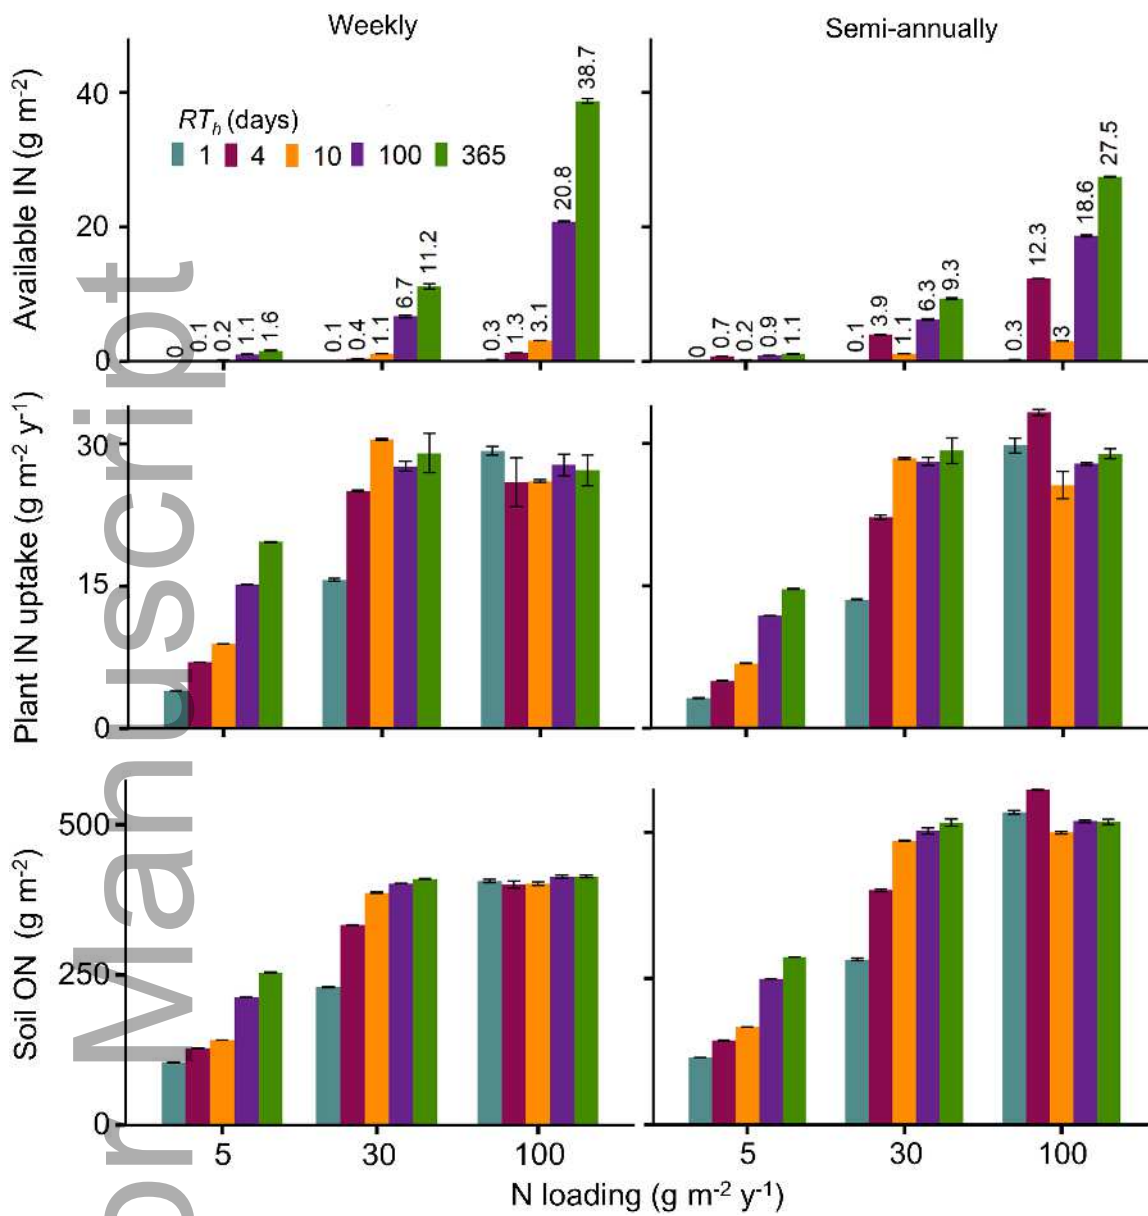 Weekly
Semi-annually
Available IN (g m-2)
40
20
0
RTh (days)
1 4 10 100 365
0 0.1 0.2 1.1 1.6
0.1 0.4 1.1 6.7 11.2
0.3 1.3 3.1 20.8 38.7
0 0.7 0.2 0.9 1.1
0.1 3.9 1.1 6.3 9.3
0.3 12.3 3 18.6 27.5
Plant IN uptake (g m-2 y-1)
30
15
0
Soil ON (g m-2)
500
250
0
5 30 100
5 30 100
N loading (g m-2 y-1)
or Manuscript